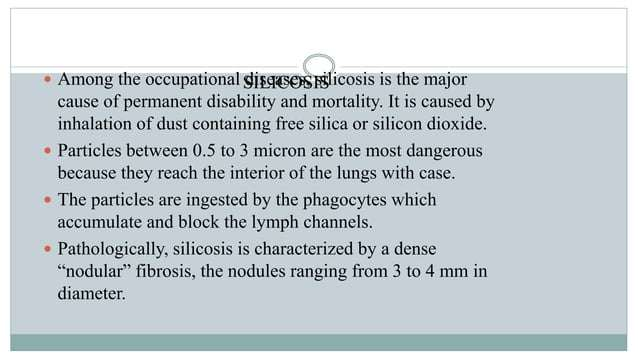 SILICOSIS
Among the occupational diseases, silicosis is the major
cause of permanent disability and mortality. It is caused by
inhalation of dust containing free silica or silicon dioxide.
Particles between 0.5 to 3 micron are the most dangerous
because they reach the interior of the lungs with case.
The particles are ingested by the phagocytes which
accumulate and block the lymph channels.
Pathologically, silicosis is characterized by a dense
“nodular” fibrosis, the nodules ranging from 3 to 4 mm in
diameter.